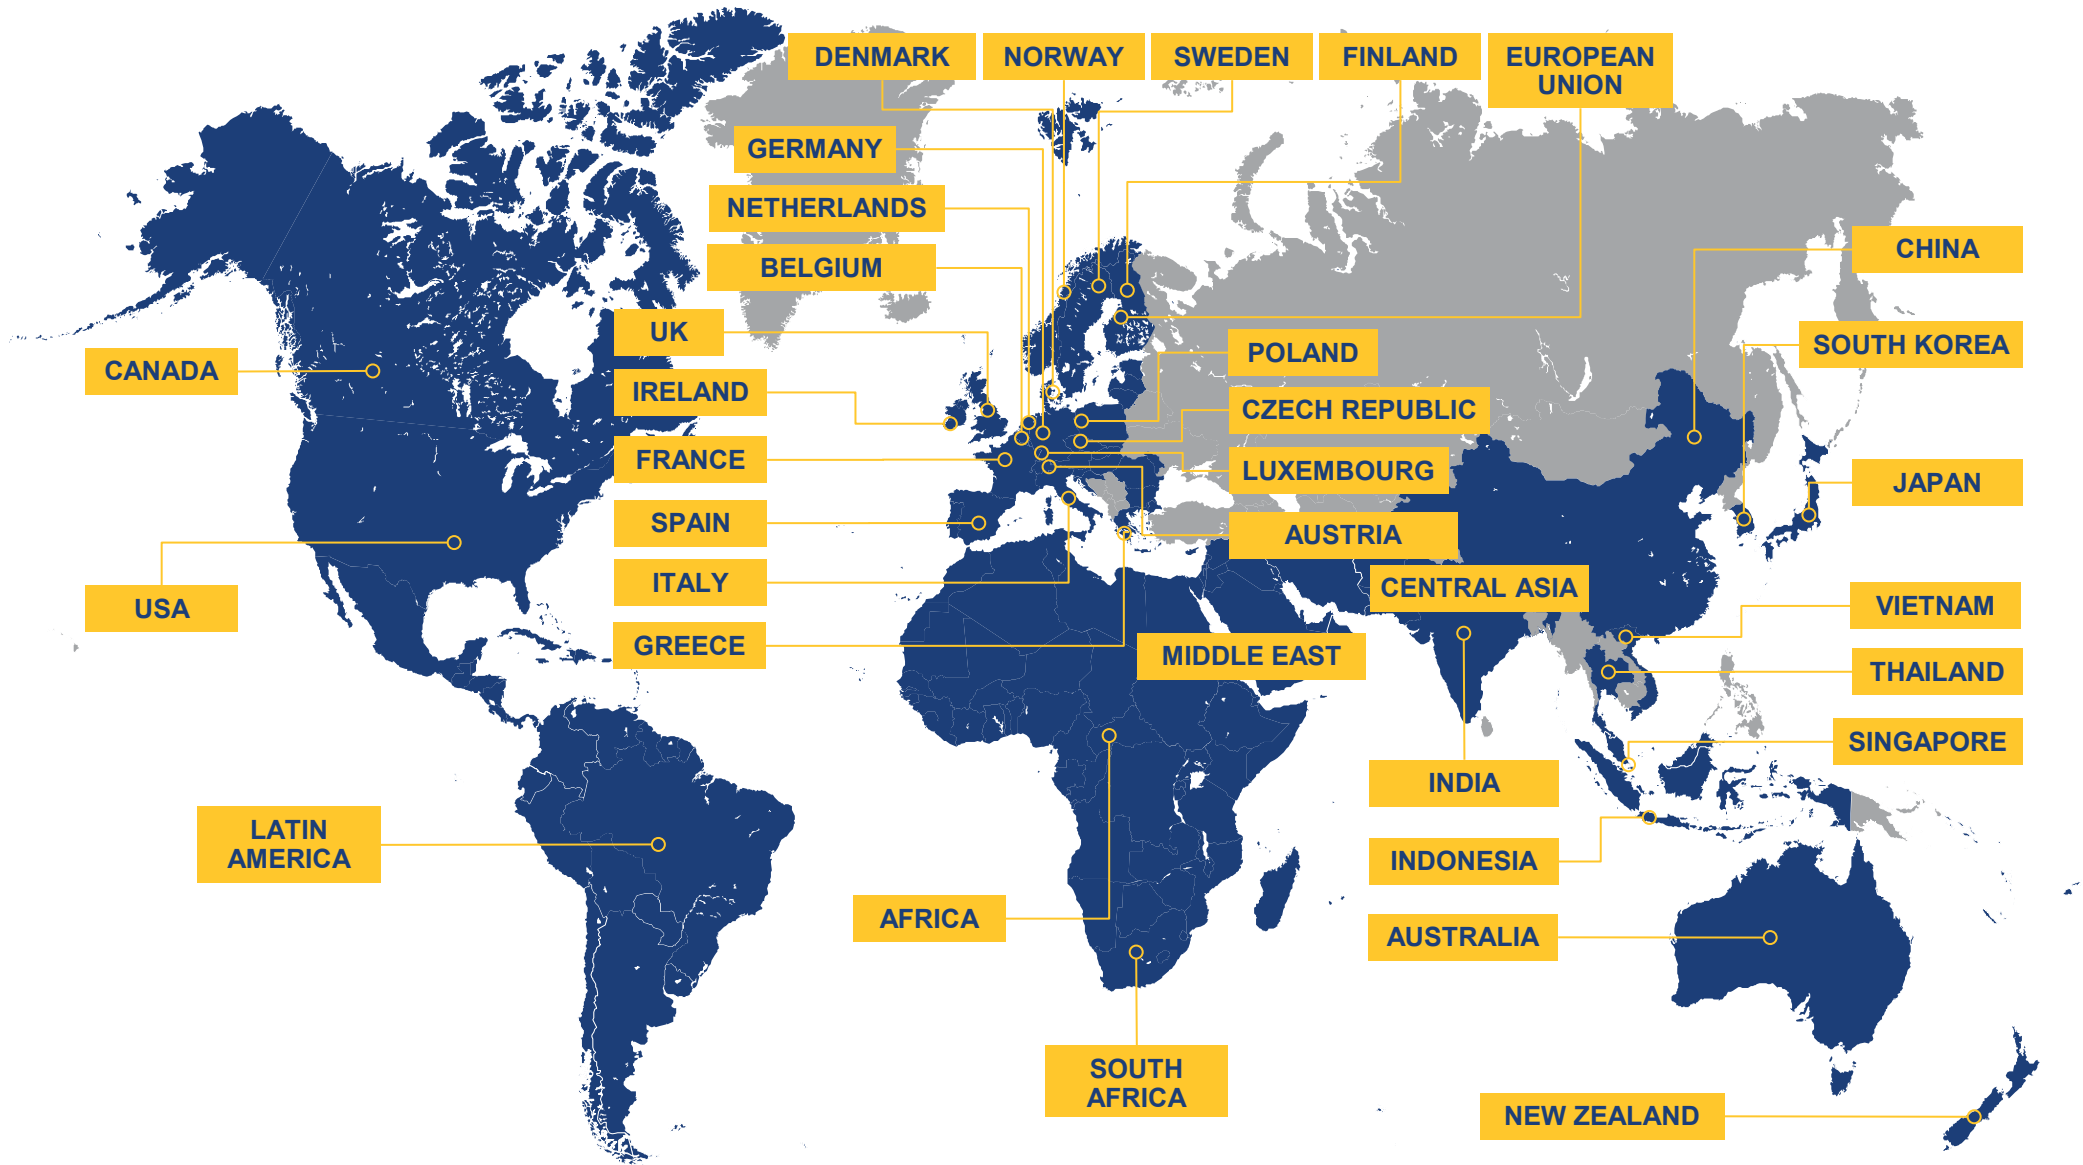 DENMARK
NORWAY
SWEDEN
FINLAND
EUROPEAN
UNION
GERMANY
NETHERLANDS
BELGIUM
CHINA
UK
SOUTH KOREA
POLAND
CANADA
IRELAND
CZECH REPUBLIC
FRANCE
LUXEMBOURG
JAPAN
SPAIN
AUSTRIA
ITALY
CENTRAL ASIA
USA
VIETNAM
GREECE
MIDDLE EAST
THAILAND
SINGAPORE
INDIA
LATIN
AMERICA
INDONESIA
AFRICA
AUSTRALIA
SOUTH
AFRICA
NEW ZEALAND